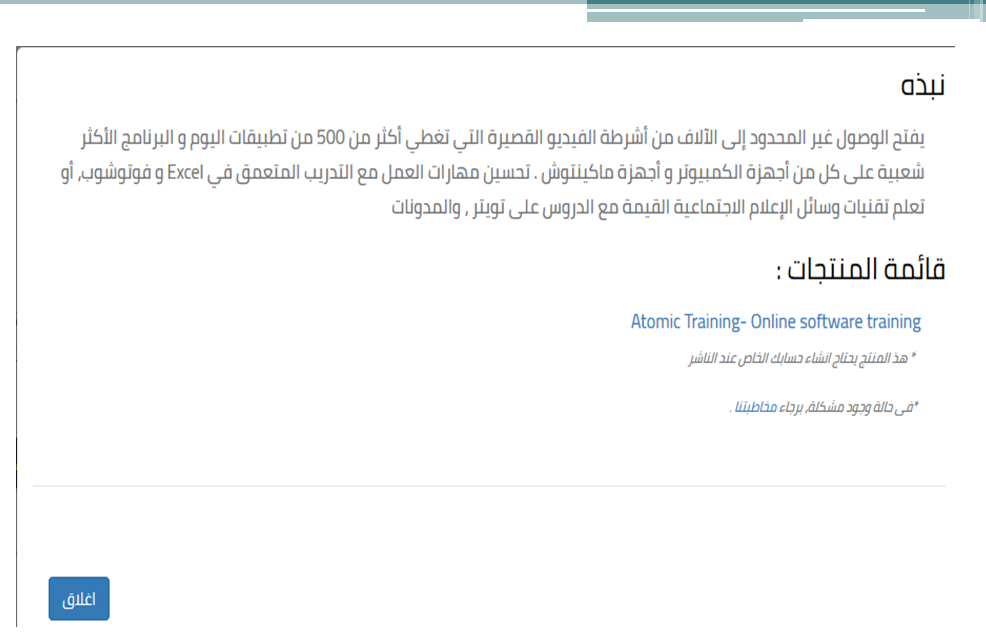 نبذه
يفتح الوصول غير المحدود إلى الآلاف من أشرطة الفيديو القصيرة التي تغطي أكثر من 500 من تطبيقات اليوم و البرنامج الأكثر
شعبية على كل من أجهزة الكمبيوتر و أجهزة ماكينتوش . تحسين مهارات العمل مع التدريب المتعمق في Excel و فوتوشوب, أو
تعلم تقنيات وسائل الإعلام الاجتماعية القيمة مع الدروس على تويتر , والمدونات
قائمة المنتجات :
Atomic Training- Online software training
* هذ المنتج يحتاج انشاء حسابك الخاص عند الناشر
*فى حالة وجود مشكلة, برجاء مخاطبتنا .
اغلاق